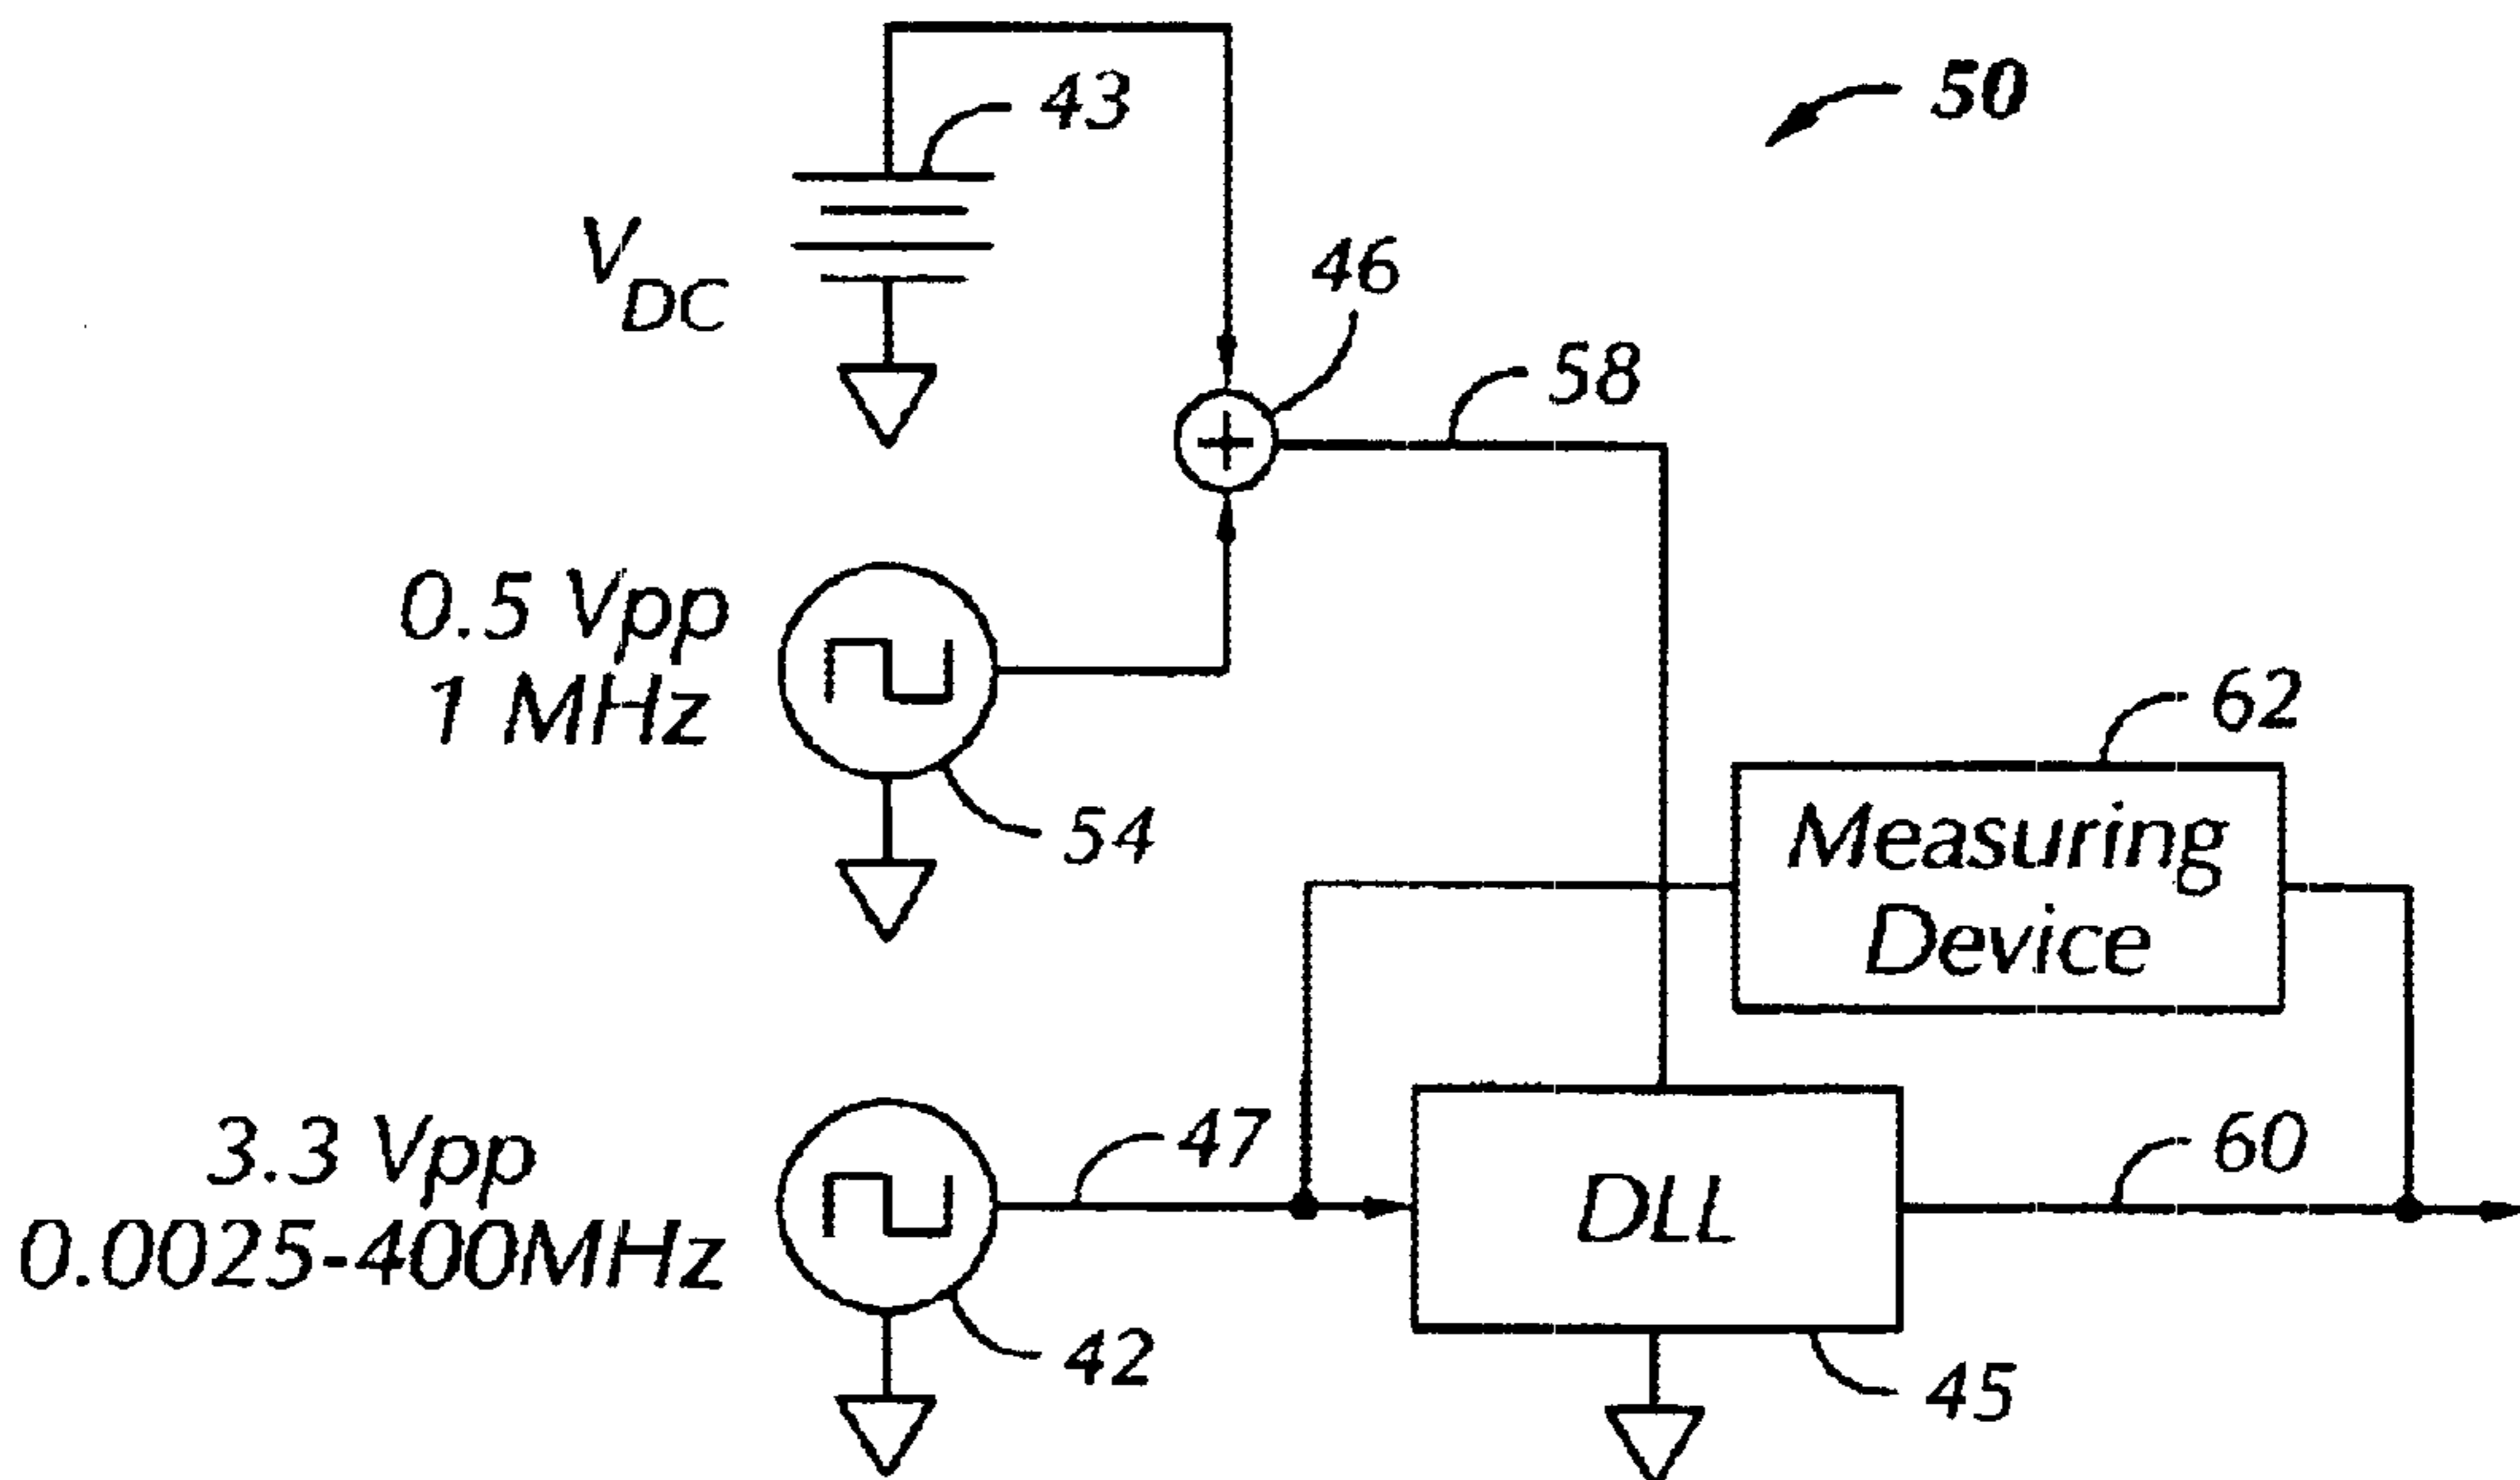 50
43
V
DC
46
58
0.5 Vpp
1 MHz
54
62
Measuring
Device
3.3 Vpp
0.0025-400MHz
47
42
DLL
60
45